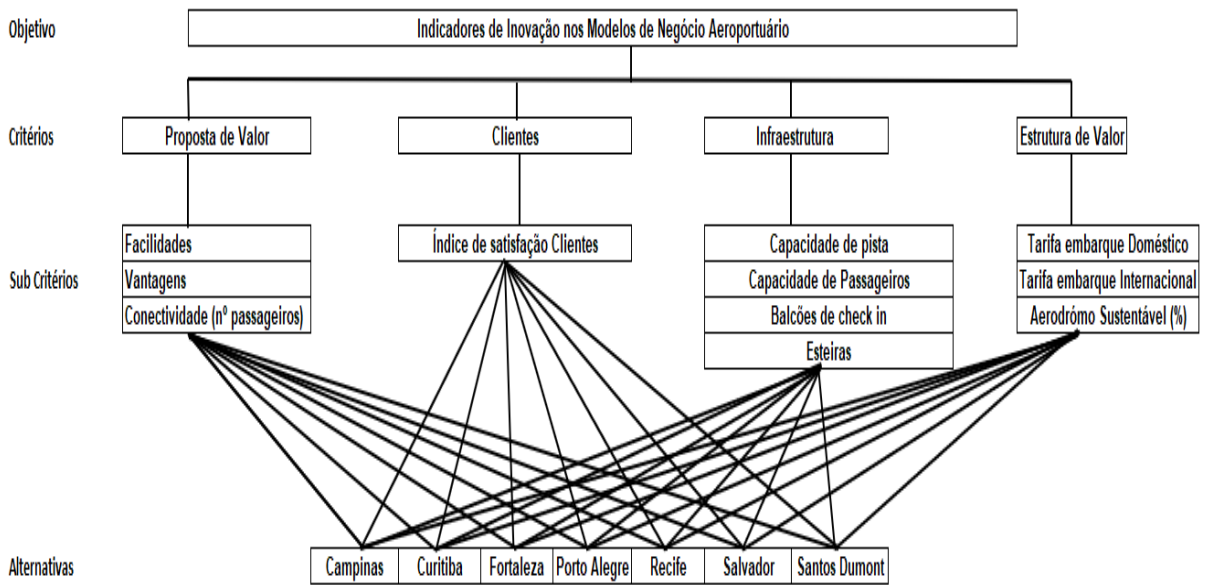 Objetivo
Indicadores de Inovação nos Modelos de Negócio Aeroportuário
Critérios
Proposta de Valor
Clientes
Infraestrutura
Estrutura de Valor
Sub Critérios
Facilidades
Vantagens
Conectividade (nº passageiros)
Índice de satisfação Clientes
Capacidade de pista
Capacidade de Passageiros
Balcões de check in
Esteiras
Tarifa embarque Doméstico
Tarifa embarque Internacional
Aerodrómo Sustentável (%)
Alternativas
Campinas
Curitiba
Fortaleza
Porto Alegre
Recife
Salvador
Santos Dumont